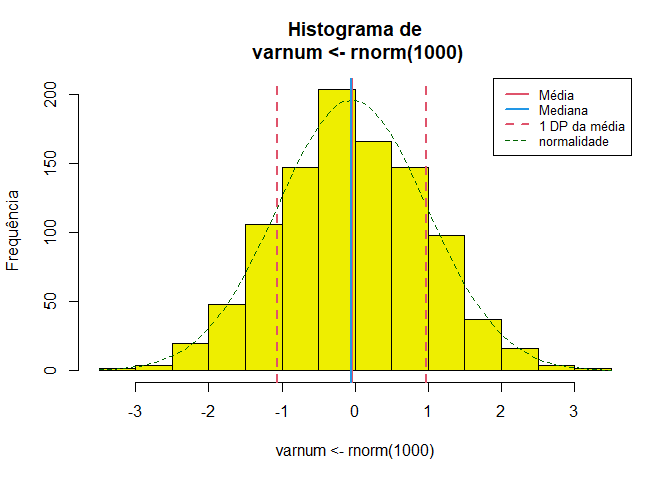 Histograma de
varnum <- rnorm(1000)
Média
Mediana
1 DP da média
normalidade
Frequência
200
150
100
50
0
-3 -2 -1 0 1 2 3
varnum <- rnorm(1000)